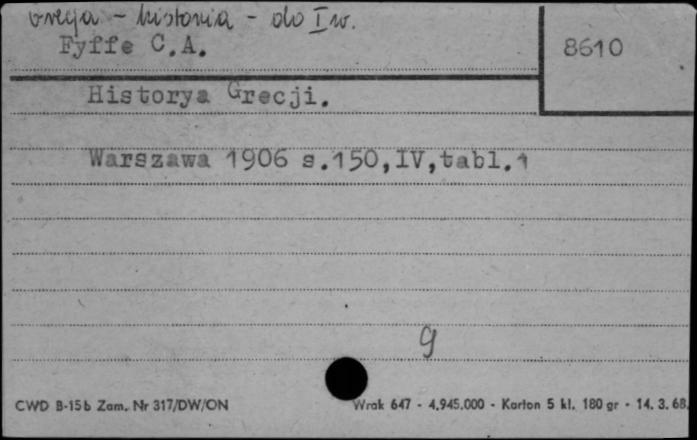 Grecja - historia - do I w.
Fyffe C.A.
8610
Historya Grecji.
Warszawa 1906 s.150,IV,tabl.1
g
CWD B-15b Zam. Nr 317/DW/ON
Wrak 647 - 4.945.000 - Karton 5 kl. 180 gr - 14. 3. 68.